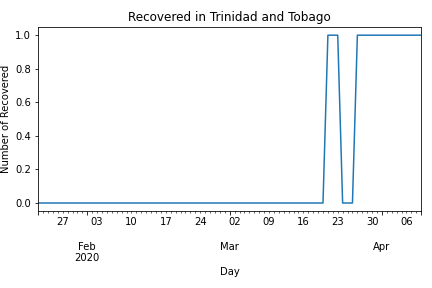 Recovered in Trinidad and Tobago
Number of Recovered
1.0
0.8
0.6
0.4
0.2
0.0
27 03 10 17 24 02 09 16 23 30 06
Feb Mar Apr
2020
Day